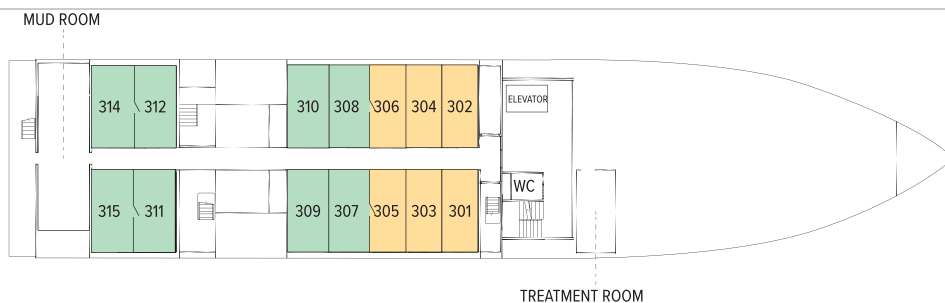 MUD ROOM
314 312 310 308 306 304 302
ELEVATOR
WC
315 311 309 307 305 303 301
TREATMENT ROOM